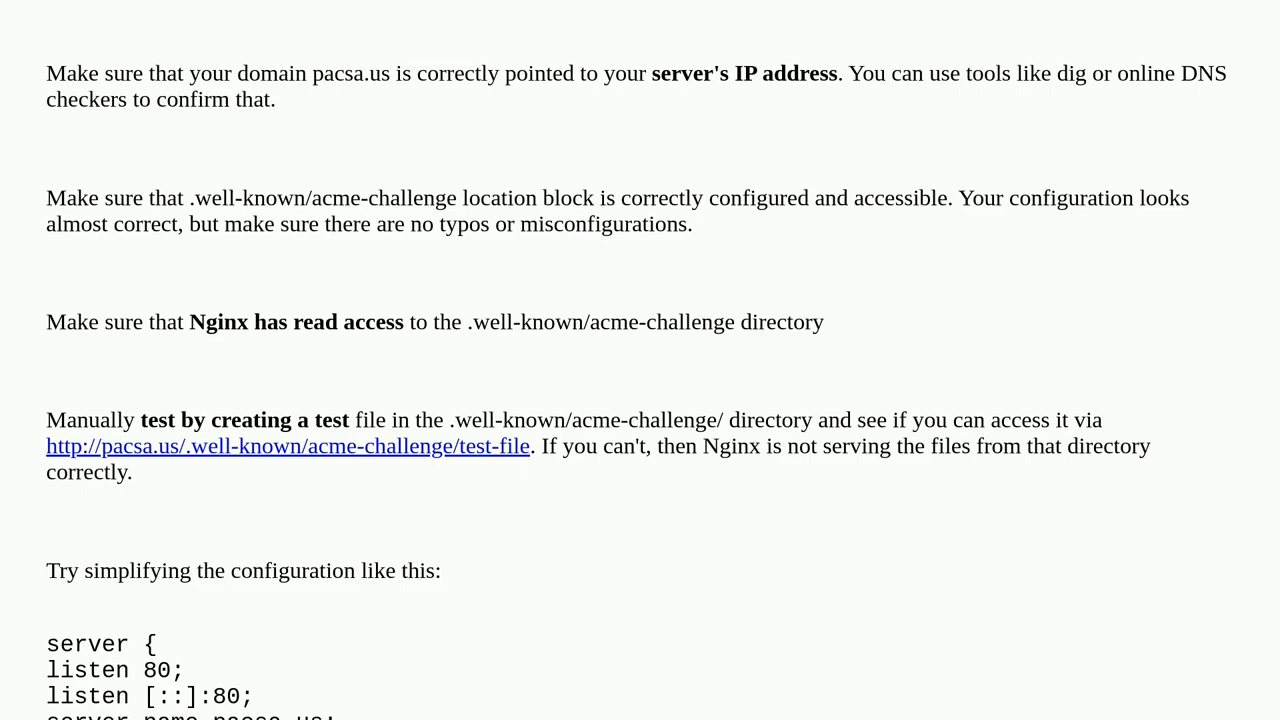 Make sure that your domain pacsa.us is correctly pointed to your server's IP address. You can use tools like dig or online DNS
checkers to confirm that.
Make sure that .well-known/acme-challenge location block is correctly configured and accessible. Your configuration looks
almost correct, but make sure there are no typos or misconfigurations.
Make sure that Nginx has read access to the .well-known/acme-challenge directory
Manually test by creating a test file in the .well-known/acme-challenge/ directory and see if you can access it via
http://pacsa.us/.well-known/acme-challenge/test-file. If you can't, then Nginx is not serving the files from that directory
correctly.
Try simplifying the configuration like this:
server {
listen 80;
listen [::]:80;